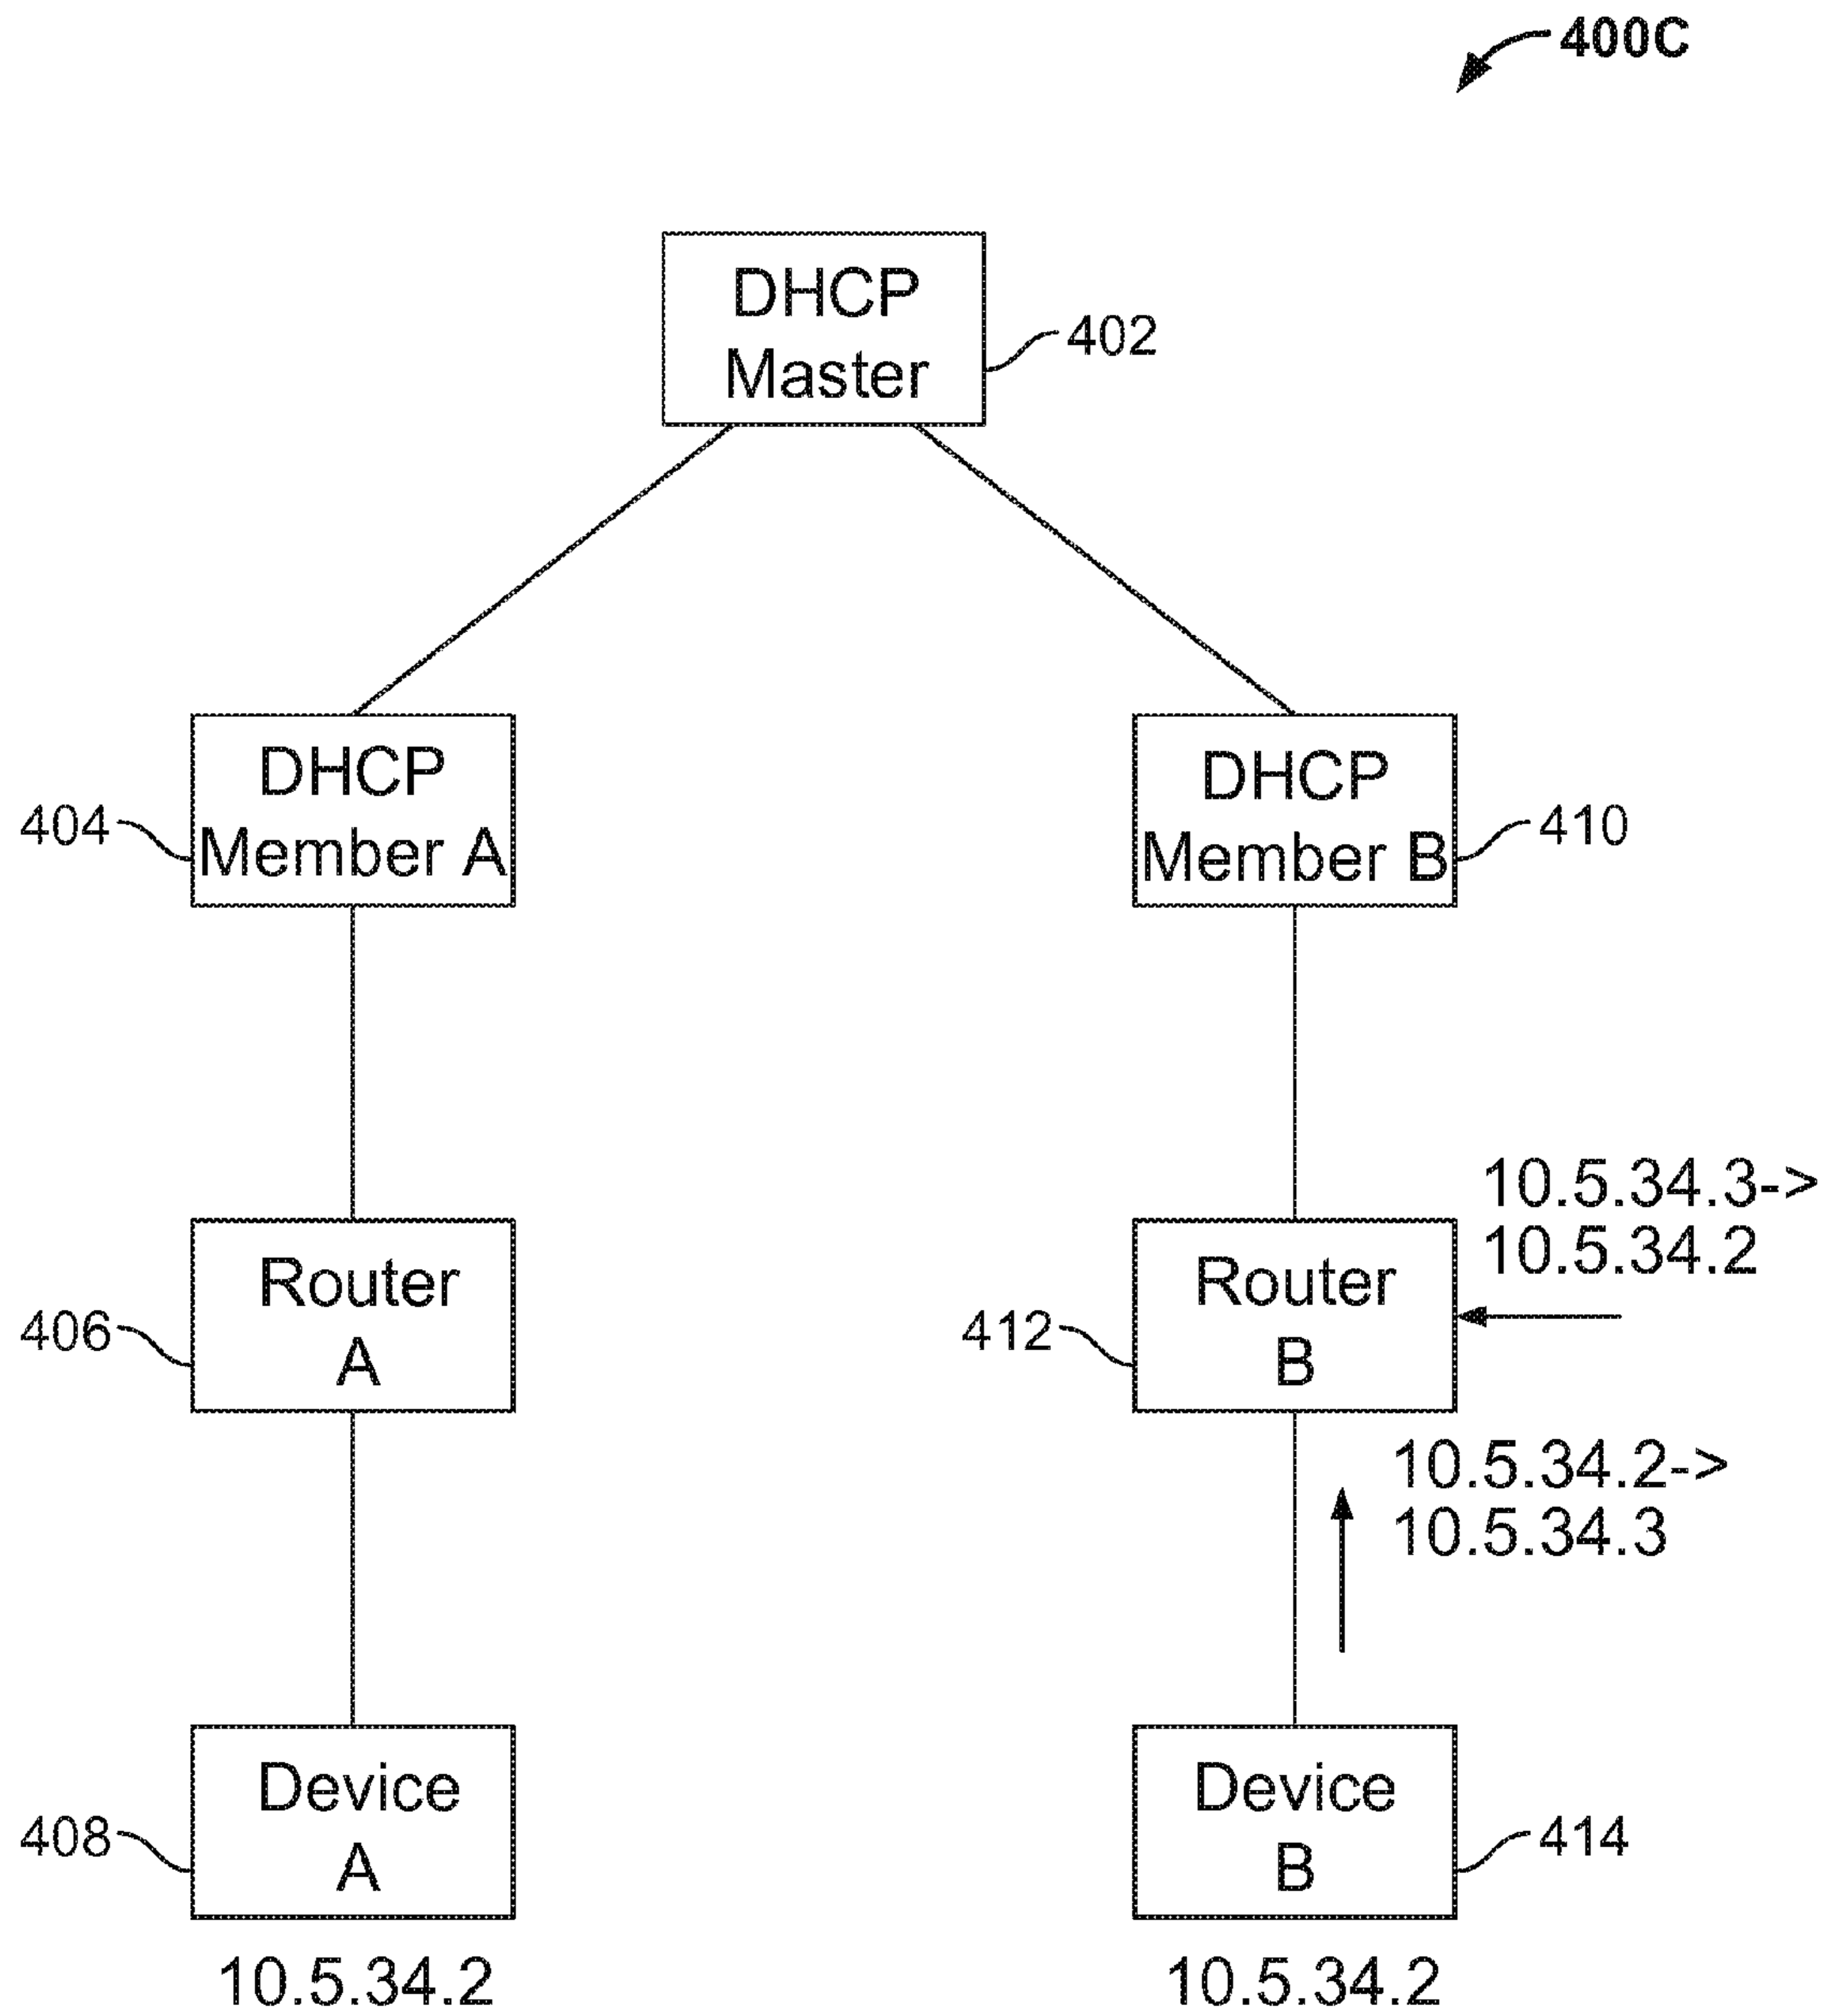 400C
DHCP
Master
402
DHCP
Member A
404
DHCP
Member B
410
10.5.34.3->
10.5.34.2
Router
A
406
Router
B
412
10.5.34.2->
10.5.34.3
Device
A
408
Device
B
414
10.5.34.2
10.5.34.2